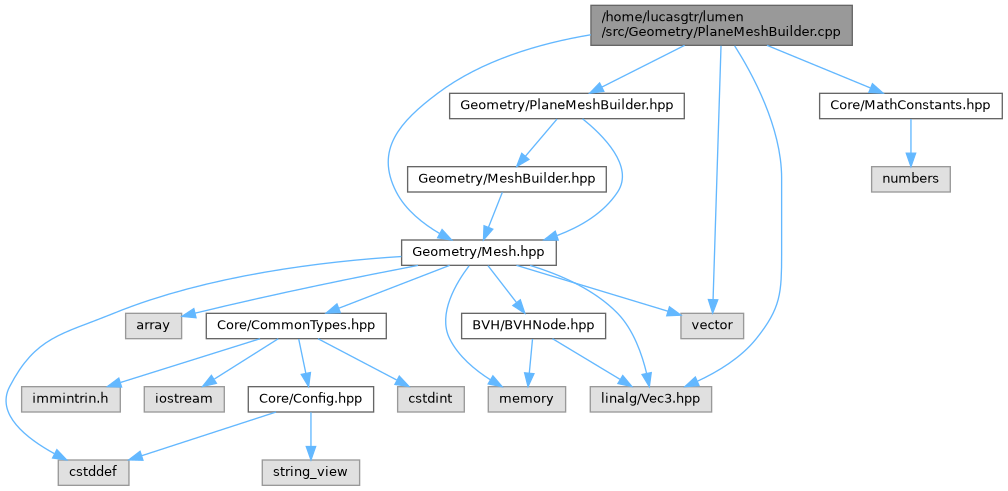 /home/lucasgtr/lumen
/src/Geometry/PlaneMeshBuilder.cpp
Geometry/PlaneMeshBuilder.hpp
Core/MathConstants.hpp
Geometry/MeshBuilder.hpp
numbers
Geometry/Mesh.hpp
array
Core/CommonTypes.hpp
BVH/BVHNode.hpp
vector
immintrin.h
iostream
Core/Config.hpp
cstdint
memory
linalg/Vec3.hpp
cstddef
string_view